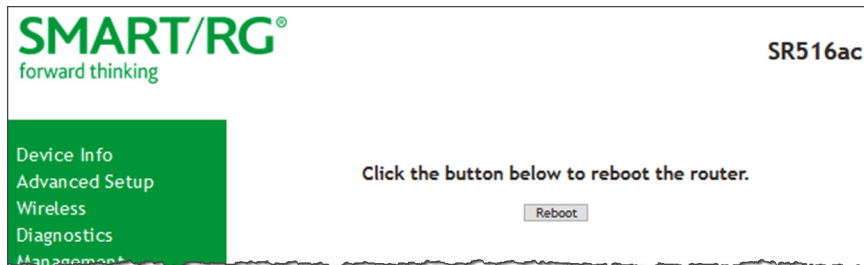 SMART/RG®
forward thinking
SR516ac
Device Info
Advanced Setup
Wireless
Diagnostics
Management
Click the button below to reboot the router.
Reboot